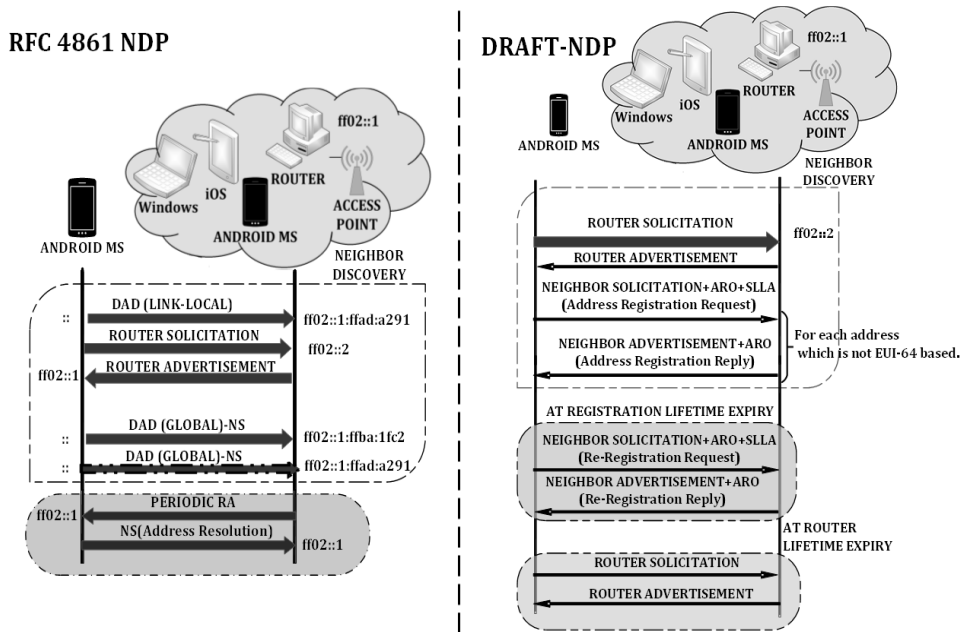 RFC 4861 NDP
ff02::1
Windows
iOS
ROUTER
ACCESS
POINT
ANDROID MS
ANDROID MS
NEIGHBOR
DISCOVERY
DAD (LINK-LOCAL)
::
ff02::1:ffad:a291
ROUTER SOLICITATION
ff02::2
ROUTER ADVERTISEMENT
ff02::1
DAD (GLOBAL)-NS
::
ff02::1:ffba:1fc2
DAD (GLOBAL)-NS
::
ff02::1:ffad:a291
PERIODIC RA
ff02::1
NS(Address Resolution)
ff02::1
DRAFT-NDP
ff02::1
Windows
iOS
ROUTER
ACCESS
POINT
ANDROID MS
ANDROID MS
NEIGHBOR
DISCOVERY
ROUTER SOLICITATION
ff02::2
ROUTER ADVERTISEMENT
NEIGHBOR SOLICITATION+ARO+SLLA
(Address Registration Request)
NEIGHBOR ADVERTISEMENT+ARO
(Address Registration Reply)
For each address
which is not EUI-64 based.
AT REGISTRATION LIFETIME EXPIRY
NEIGHBOR SOLICITATION+ARO+SLLA
(Re-Registration Request)
NEIGHBOR ADVERTISEMENT+ARO
(Re-Registration Reply)
AT ROUTER
LIFETIME EXPIRY
ROUTER SOLICITATION
ROUTER ADVERTISEMENT